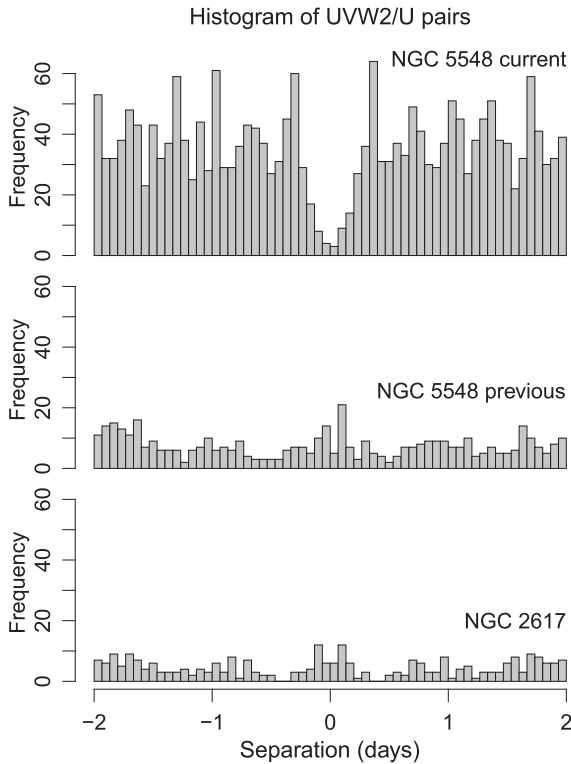 Histogram of UVW2/U pairs
NGC 5548 current
Frequency
0 20 40 60
NGC 5548 previous
Frequency
0 20 40 60
NGC 2617
Frequency
0 20 40 60
−2 −1 0 1 2
Separation (days)